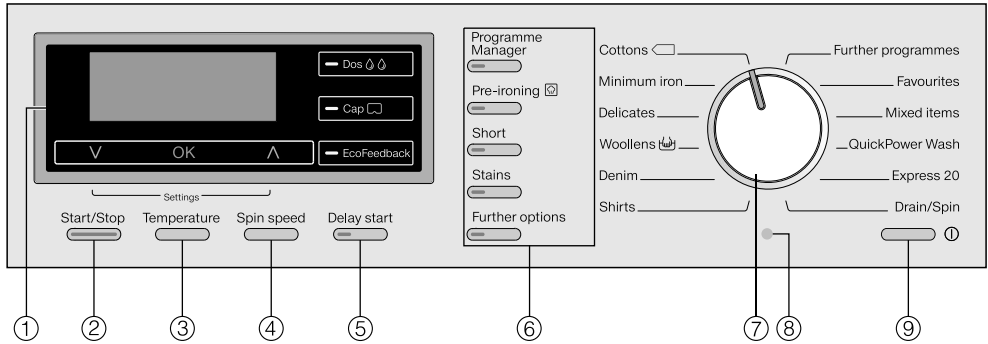 Dos
Cap
EcoFeedback
OK
Settings
Start/Stop
Temperature
Spin speed
Delay start
Programme
Manager
Pre-ironing
Short
Stains
Further options
Cottons
Minimum iron
Delicates
Woollens
Denim
Shirts
Further programmes
Favourites
Mixed items
QuickPower Wash
Express 20
Drain/Spin
① ② ③ ④ ⑤ ⑥ ⑦ ⑧ ⑨